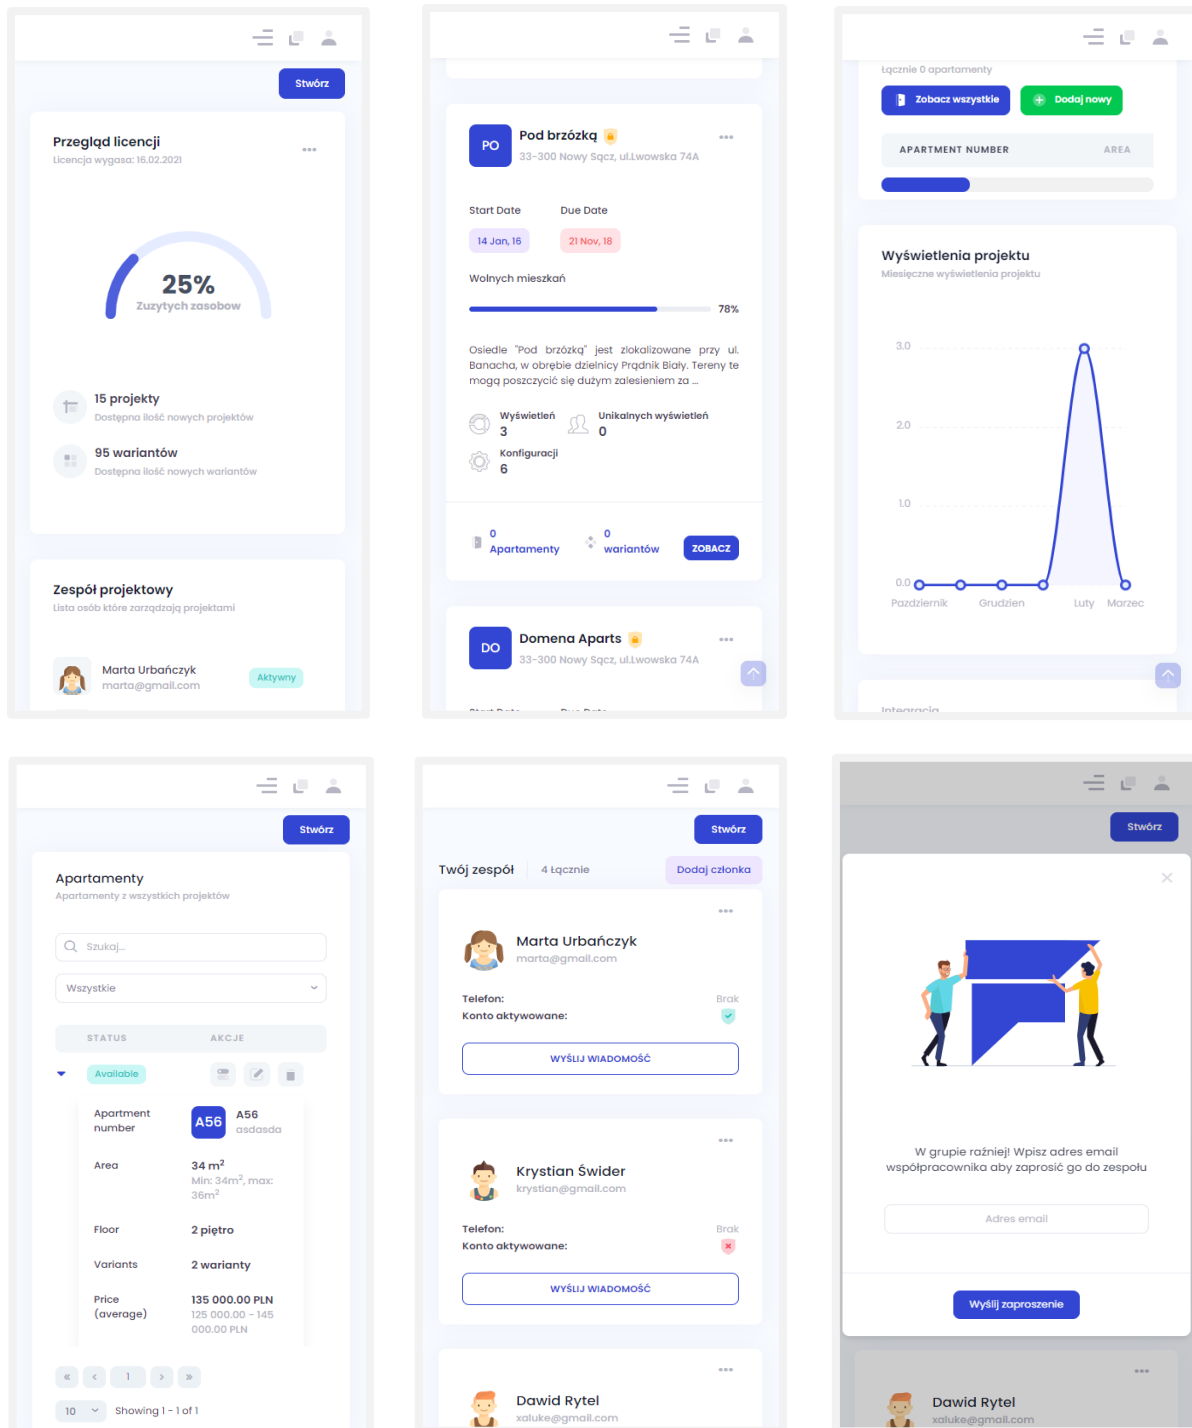 Stwórz
Przegląd licencji
Licencja wygasa: 16.02.2021
25%
Zuzytych zasobow
15 projekty
Dostępna ilość nowych projektów
95 wariantów
Dostępna ilość nowych wariantów
Zespół projektowy
Lista osób które zarządzają projektami
Marta Urbańczyk
marta@gmail.com
Aktywny
PO
Pod brzózką
33-300 Nowy Sącz, ul.Lwowska 74A
Start Date
Due Date
14 Jan, 16
21 Nov, 18
Wolnych mieszkań
78%
Osiedle "Pod brzózką" jest zlokalizowane przy ul.
Banacha, w obrębie dzielnicy Prądnik Biały. Tereny te
mogą poszczycić się dużym zalesieniem za ...
Wyświetleń
3
Unikalnych wyświetleń
0
Konfiguracji
6
0
Apartamenty
0
wariantów
ZOBACZ
DO
Domena Aparts
33-300 Nowy Sącz, ul.Lwowska 74A
Start Date
Due Date
Łącznie 0 apartamenty
Zobacz wszystkie
Dodaj nowy
APARTMENT NUMBER
AREA
Wyświetlenia projektu
Miesięczne wyświetlenia projektu
3.0
2.0
1.0
0.0
Pazdziernik
Grudzien
Luty
Marzec
Integracja
Stwórz
Apartamenty
Apartamenty z wszystkich projektów
Szukaj...
Wszystkie
STATUS
AKCJE
Available
Apartment
number
A56
A56
asdasda
Area
34 m²
Min: 34m², max:
36m²
Floor
2 piętro
Variants
2 warianty
Price
(average)
135 000.00 PLN
125 000.00 - 145
000.00 PLN
« ‹ 1 › »
10
Showing 1 - 1 of 1
Stwórz
Twój zespół
4 Łącznie
Dodaj członka
Marta Urbańczyk
marta@gmail.com
Telefon:
Brak
Konto aktywowane:
WYŚLIJ WIADOMOŚĆ
Krystian Świder
krystian@gmail.com
Telefon:
Brak
Konto aktywowane:
WYŚLIJ WIADOMOŚĆ
Dawid Rytel
xaluke@gmail.com
Stwórz
W grupie raźniej! Wpisz adres email
współpracownika aby zaprosić go do zespołu
Adres email
Wyślij zaproszenie
Dawid Rytel
xaluke@gmail.com